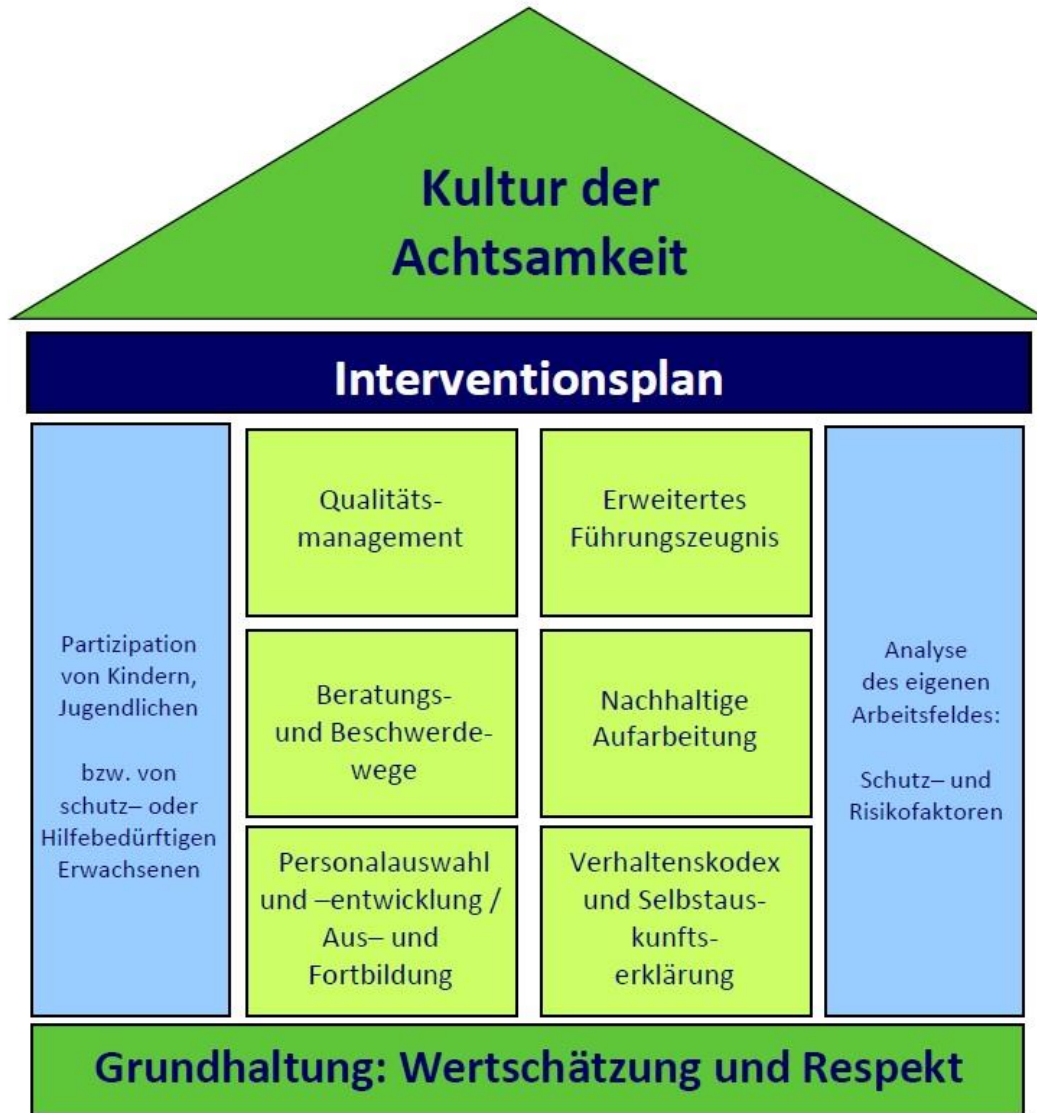 Kultur der
Achtsamkeit
Interventionsplan
Partizipation
von Kindern,
Jugendlichen
bzw. von
schutz– oder
Hilfebedürftigen
Erwachsenen
Qualitäts-
management
Erweitertes
Führungszeugnis
Beratungs-
und Beschwerde-
wege
Nachhaltige
Aufarbeitung
Personalauswahl
und –entwicklung /
Aus– und
Fortbildung
Verhaltenskodex
und Selbstaus-
kunfts-
erklärung
Analyse
des eigenen
Arbeitsfeldes:
Schutz– und
Risikofaktoren
Grundhaltung: Wertschätzung und Respekt